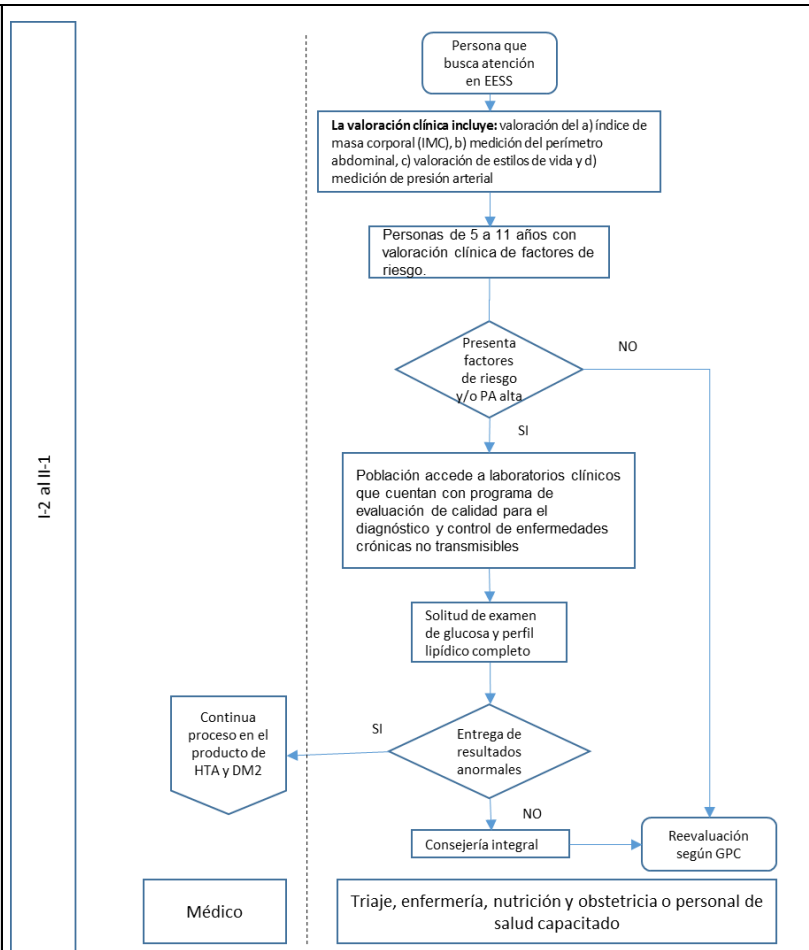 I-2 al II-1
Persona que
busca atención
en EESS
La valoración clínica incluye: valoración del a) índice de
masa corporal (IMC), b) medición del perímetro
abdominal, c) valoración de estilos de vida y d)
medición de presión arterial
Personas de 5 a 11 años con
valoración clínica de factores de
riesgo.
Presenta
factores
de riesgo
y/o PA alta
NO
SI
Población accede a laboratorios clínicos
que cuentan con programa de
evaluación de calidad para el
diagnóstico y control de enfermedades
crónicas no transmisibles
Solitud de examen
de glucosa y perfil
lipídico completo
Continua
proceso en el
producto de
HTA y DM2
SI
Entrega de
resultados
anormales
NO
Consejería integral
Reevaluación
según GPC
Médico
Triaje, enfermería, nutrición y obstetricia o personal de
salud capacitado